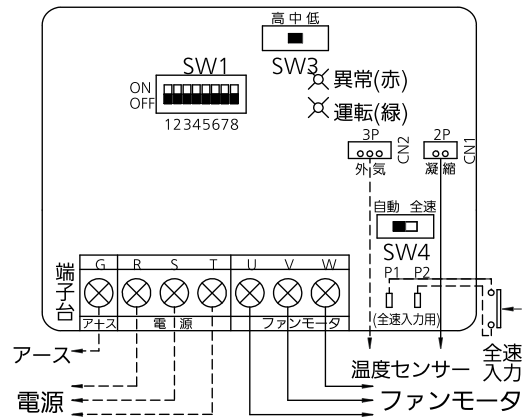 高 中 低
SW3
SW1
ON
OFF
12345678
異常(赤)
運転(緑)
3P
CN2
外気
2P
CN1
凝縮
自動 全速
SW4
P1 P2
(全速入力用)
端子台
G R S T U V W
アース 電源 ファンモータ
アース
電源
温度センサー
ファンモータ
全速
入力